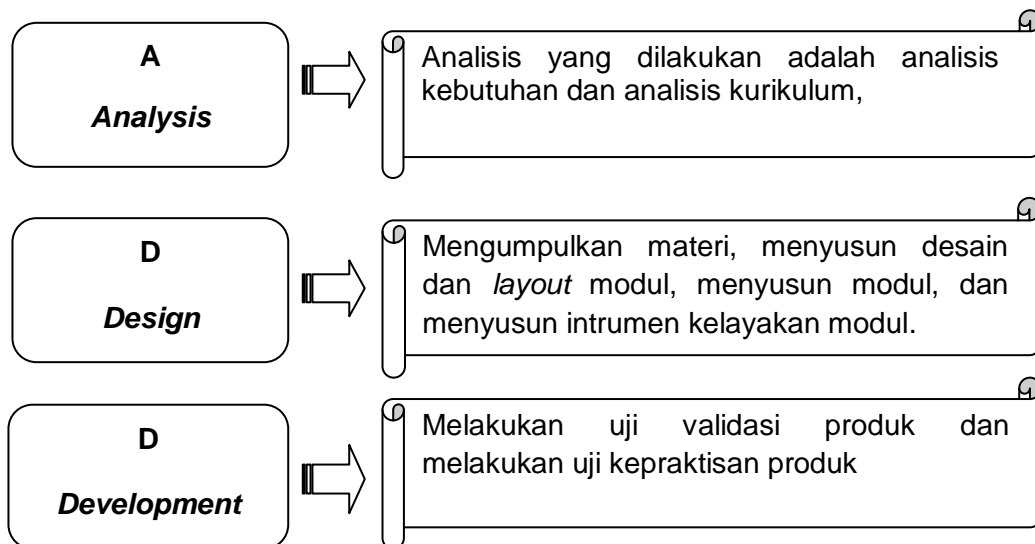 A
Analysis
Analisis yang dilakukan adalah analisis
kebutuhan dan analisis kurikulum,
D
Design
Mengumpulkan materi, menyusun desain
dan layout modul, menyusun modul, dan
menyusun intrumen kelayakan modul.
D
Development
Melakukan uji validasi produk dan
melakukan uji kepraktisan produk